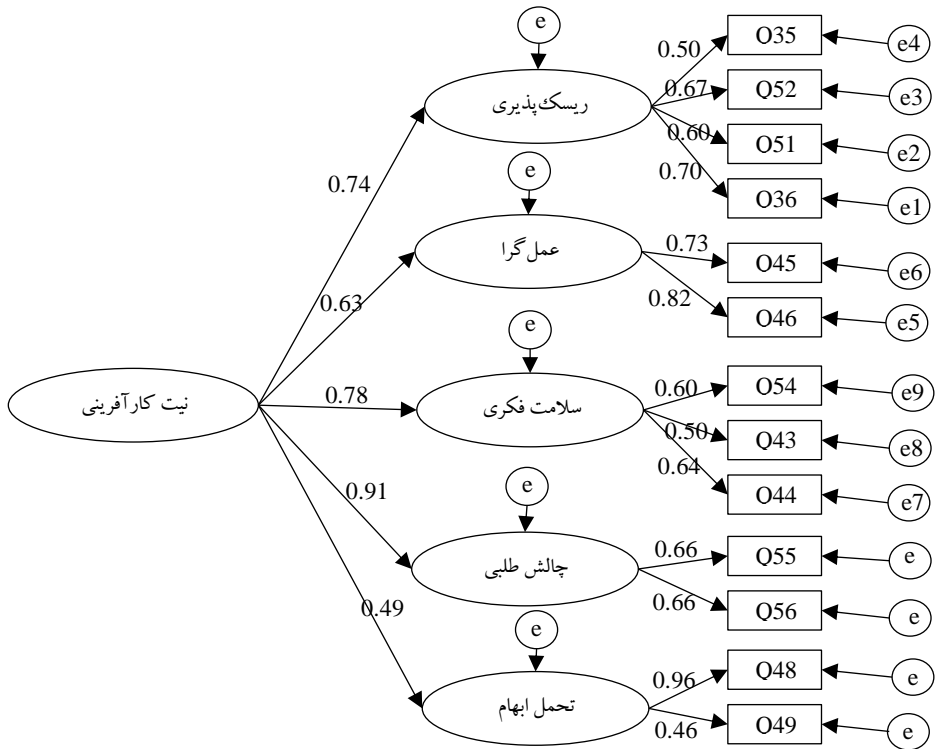 e
0.50
Q35
e4
ریسک‌پذیری
0.67
Q52
e3
0.60
Q51
e2
0.74
0.70
Q36
e1
e
عمل‌گرا
0.73
Q45
e6
0.63
0.82
Q46
e5
e
نیت کارآفرینی
0.78
سلامت فکری
0.60
Q54
e9
0.50
Q43
e8
0.64
Q44
e7
0.91
e
چالش طلبی
0.66
Q55
e
0.66
Q56
e
0.49
e
تحمل ابهام
0.96
Q48
e
0.46
Q49
e